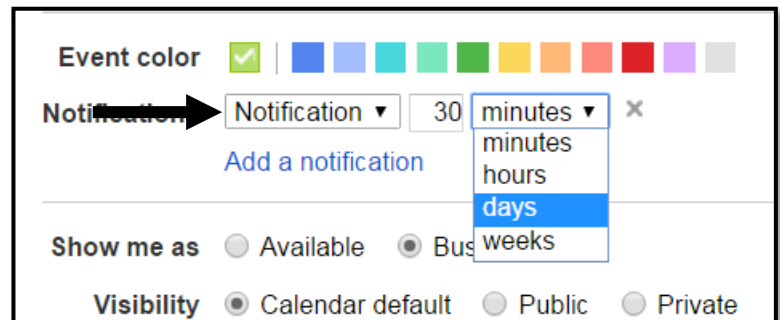 Event color
Notification ▼ 30 minutes ▼ ×
minutes
Add a notification
hours
days
Show me as Available weeks
Visibility Calendar default Public Private